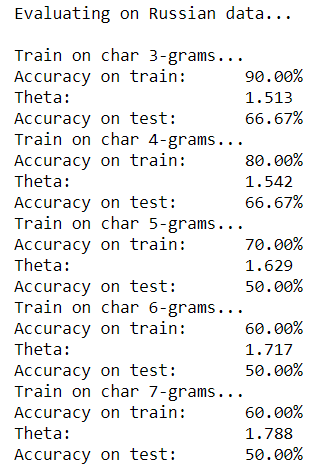 Evaluating on Russian data...
Train on char 3-grams...
Accuracy on train: 90.00%
Theta: 1.513
Accuracy on test: 66.67%
Train on char 4-grams...
Accuracy on train: 80.00%
Theta: 1.542
Accuracy on test: 66.67%
Train on char 5-grams...
Accuracy on train: 70.00%
Theta: 1.629
Accuracy on test: 50.00%
Train on char 6-grams...
Accuracy on train: 60.00%
Theta: 1.717
Accuracy on test: 50.00%
Train on char 7-grams...
Accuracy on train: 60.00%
Theta: 1.788
Accuracy on test: 50.00%